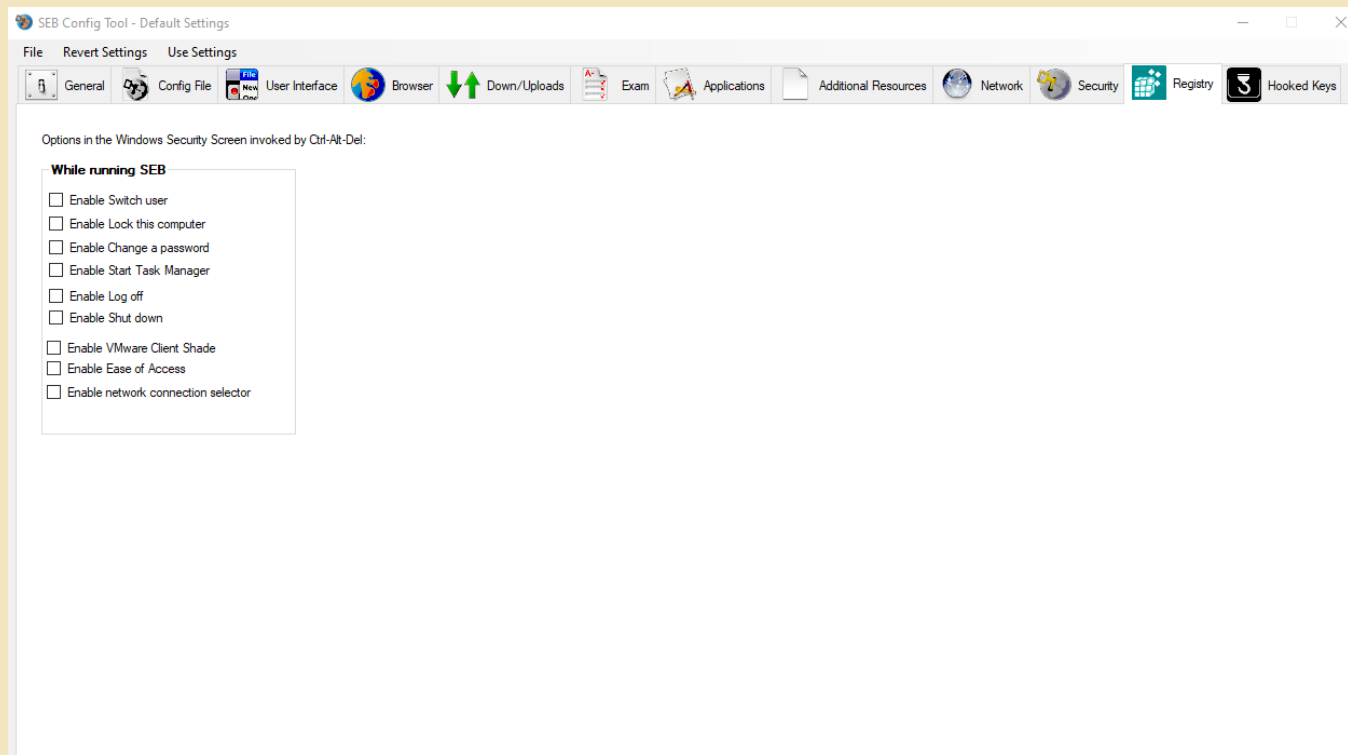 SEB Config Tool - Default Settings
File Revert Settings Use Settings
General Config File User Interface Browser Down/Uploads Exam Applications Additional Resources Network Security Registry Hooked Keys
Options in the Windows Security Screen invoked by Ctrl-Alt-Del:
While running SEB
Enable Switch user
Enable Lock this computer
Enable Change a password
Enable Start Task Manager
Enable Log off
Enable Shut down
Enable VMware Client Shade
Enable Ease of Access
Enable network connection selector